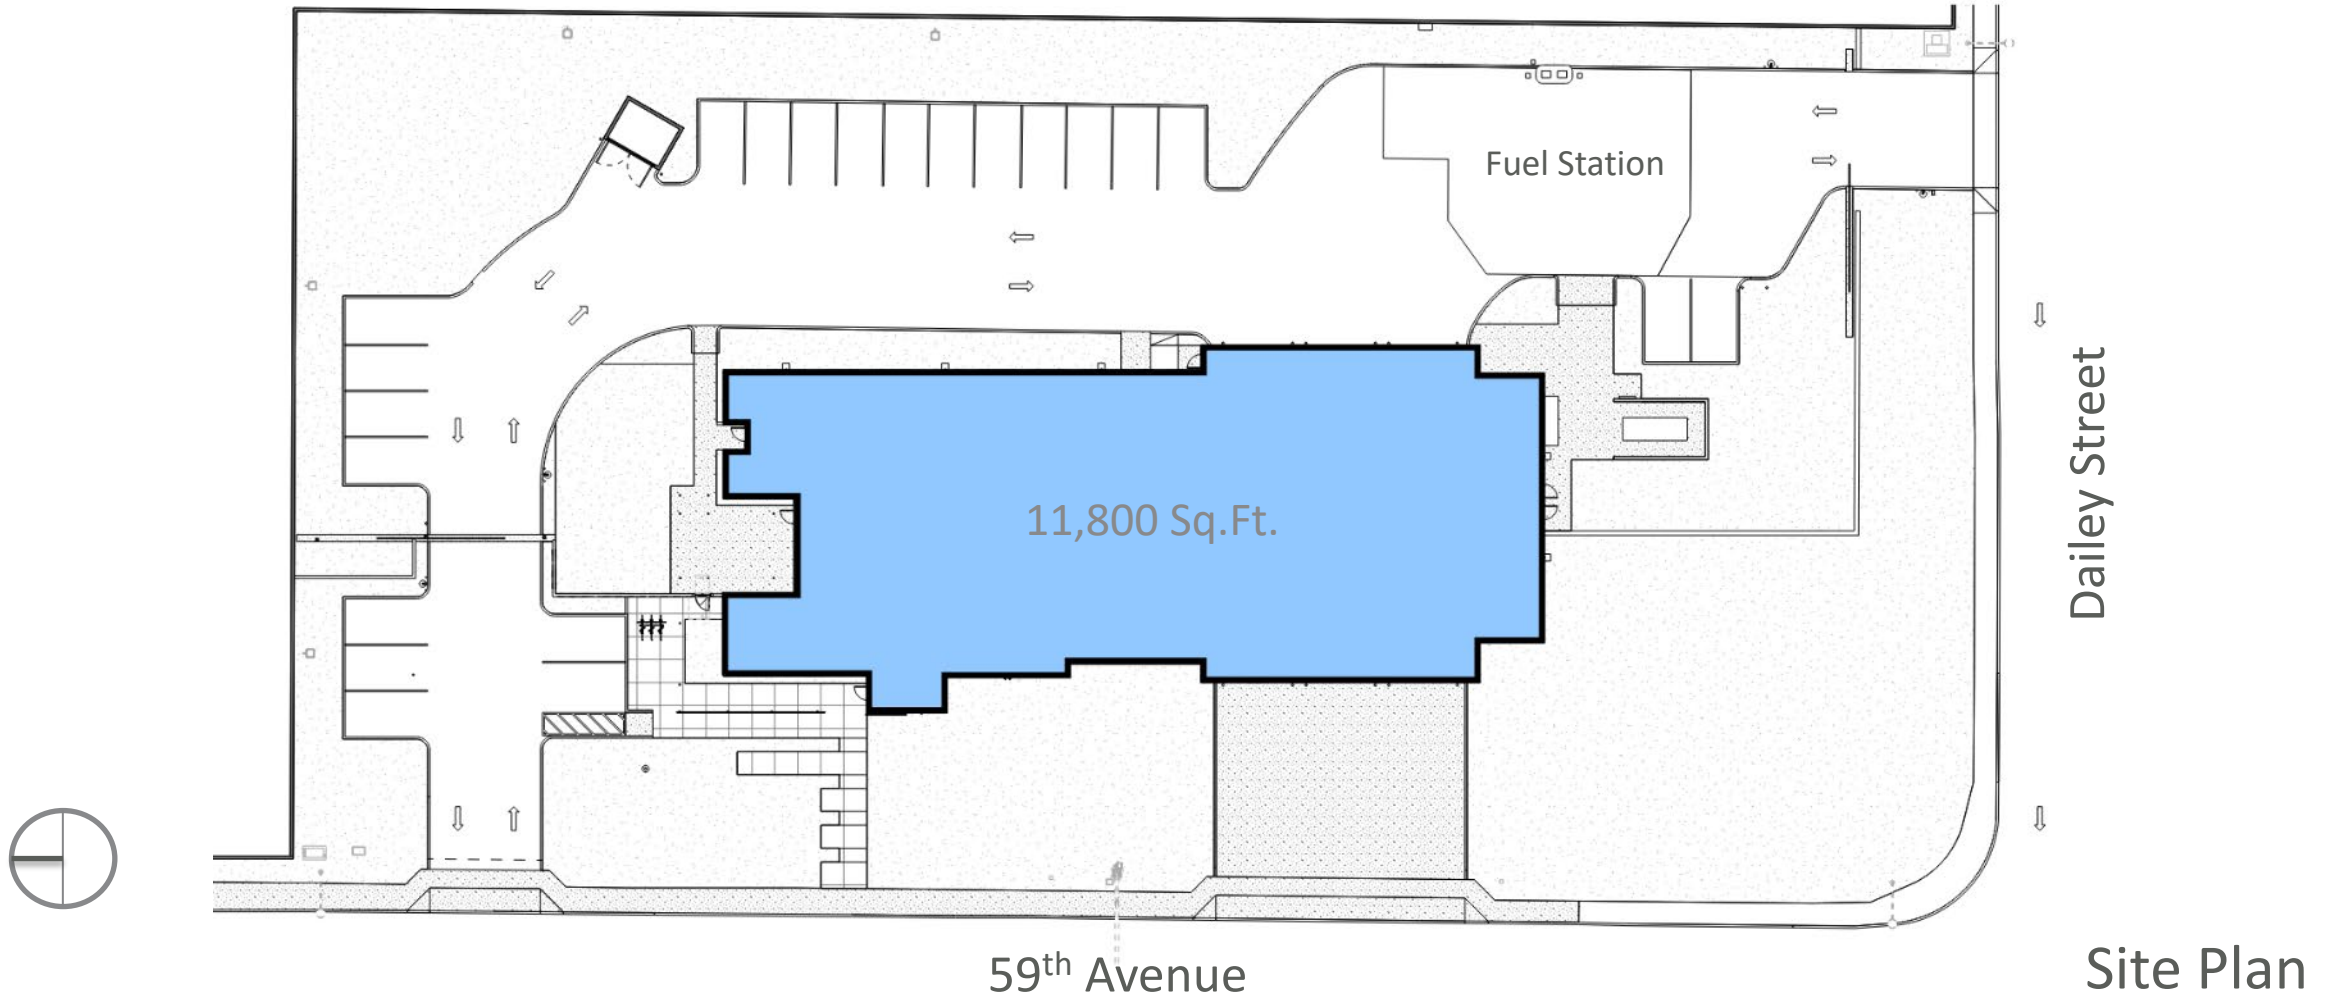 Fuel Station
11,800 Sq.Ft.
Dailey Street
59th Avenue
Site Plan